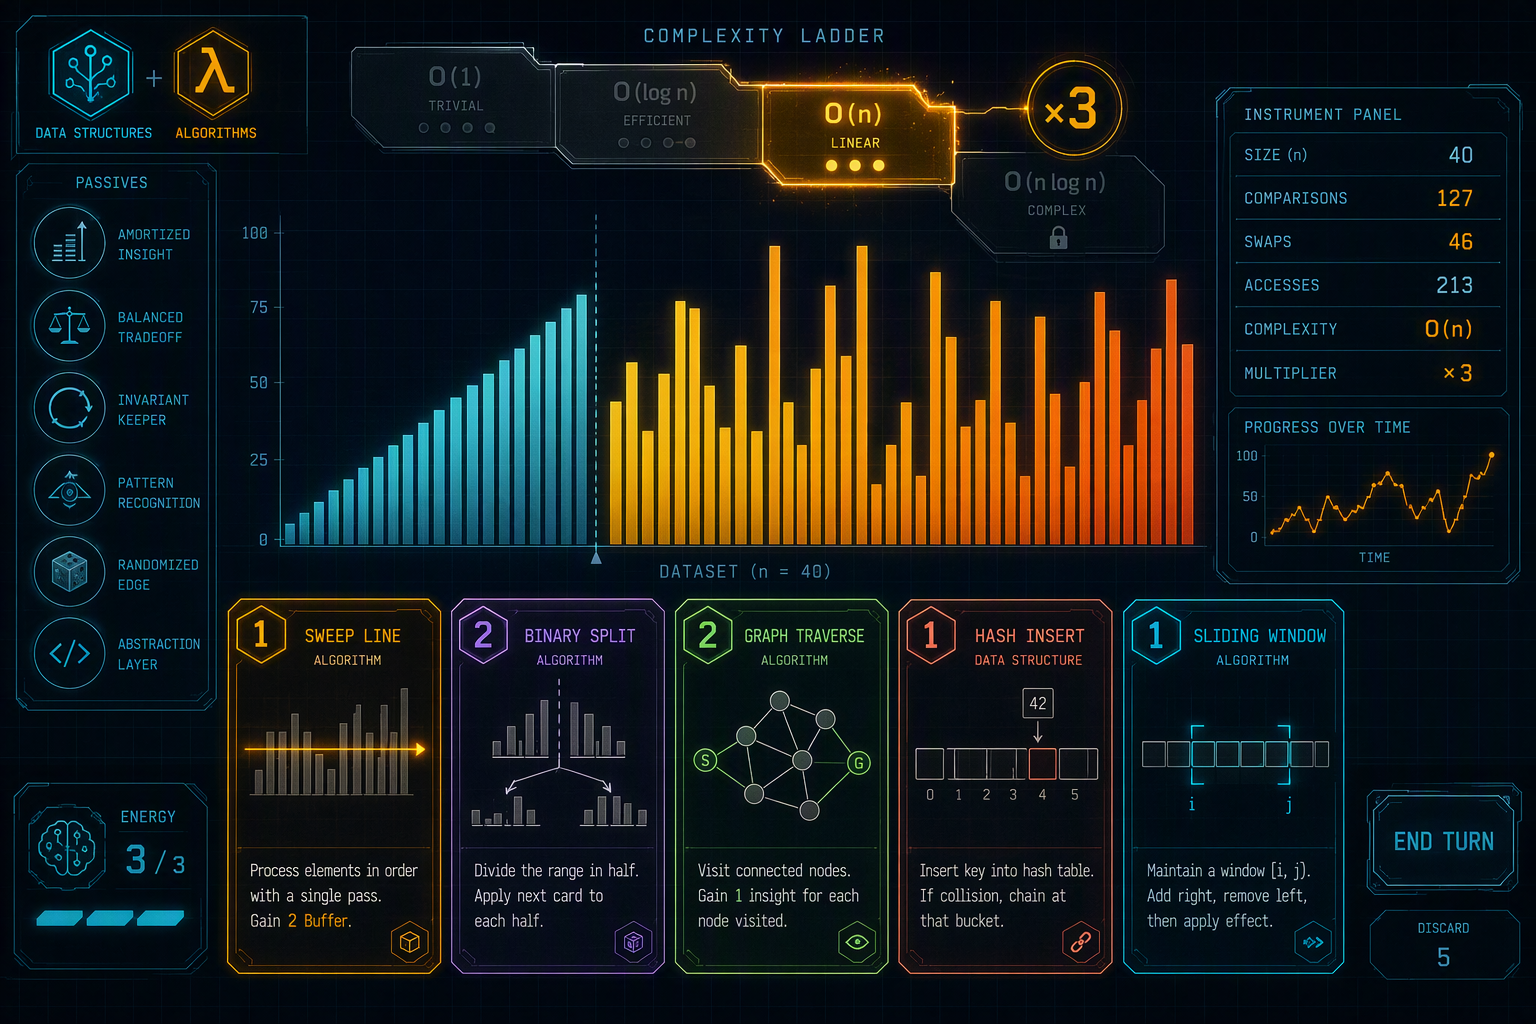 DATA STRUCTURES
+
λ
ALGORITHMS
COMPLEXITY LADDER
O(1)
TRIVIAL
O(log n)
EFFICIENT
O(n)
LINEAR
×3
O(n log n)
COMPLEX
PASSIVES
AMORTIZED
INSIGHT
BALANCED
TRADEOFF
INVARIANT
KEEPER
PATTERN
RECOGNITION
RANDOMIZED
EDGE
</>
ABSTRACTION
LAYER
100
75
50
25
0
DATASET (n = 40)
INSTRUMENT PANEL
SIZE (n) 40
COMPARISONS 127
SWAPS 46
ACCESSES 213
COMPLEXITY O(n)
MULTIPLIER ×3
PROGRESS OVER TIME
100
50
0
TIME
ENERGY
3 / 3
1 SWEEP LINE
ALGORITHM
Process elements in order
with a single pass.
Gain 2 Buffer.
2 BINARY SPLIT
ALGORITHM
Divide the range in half.
Apply next card to
each half.
2 GRAPH TRAVERSE
ALGORITHM
S
G
Visit connected nodes.
Gain 1 insight for each
node visited.
1 HASH INSERT
DATA STRUCTURE
42
0 1 2 3 4 5
Insert key into hash table.
If collision, chain at
that bucket.
1 SLIDING WINDOW
ALGORITHM
i j
Maintain a window [i, j).
Add right, remove left,
then apply effect.
END TURN
DISCARD
5